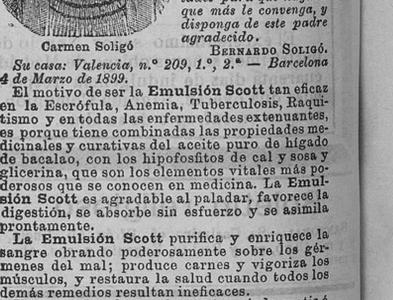 que más le convenga, y
disponga de este padre
agradecido.
Carmen Soligó
BERNARDO SOLIGÓ.
Su casa: Valencia, n.º 209, 1.º, 2.ª — Barcelona
4 de Marzo de 1899.
El motivo de ser la Emulsión Scott tan eficaz
en la Escrófula, Anemia, Tuberculosis, Raqui-
tismo y en todas las enfermedades extenuantes,
es porque tiene combinadas las propiedades me-
dicinales y curativas del aceite puro de hígado
de bacalao, con los hipofosfitos de cal y sosa y
glicerina, que son los elementos vitales más po-
derosos que se conocen en medicina. La Emul-
sión Scott es agradable al paladar, favorece la
digestión, se absorbe sin esfuerzo y se asimila
prontamente.
La Emulsión Scott purifica y enriquece la
sangre obrando poderosamente sobre los gér-
menes del mal; produce carnes y vigoriza los
músculos, y restaura la salud cuando todos los
demás remedios resultan ineficaces.